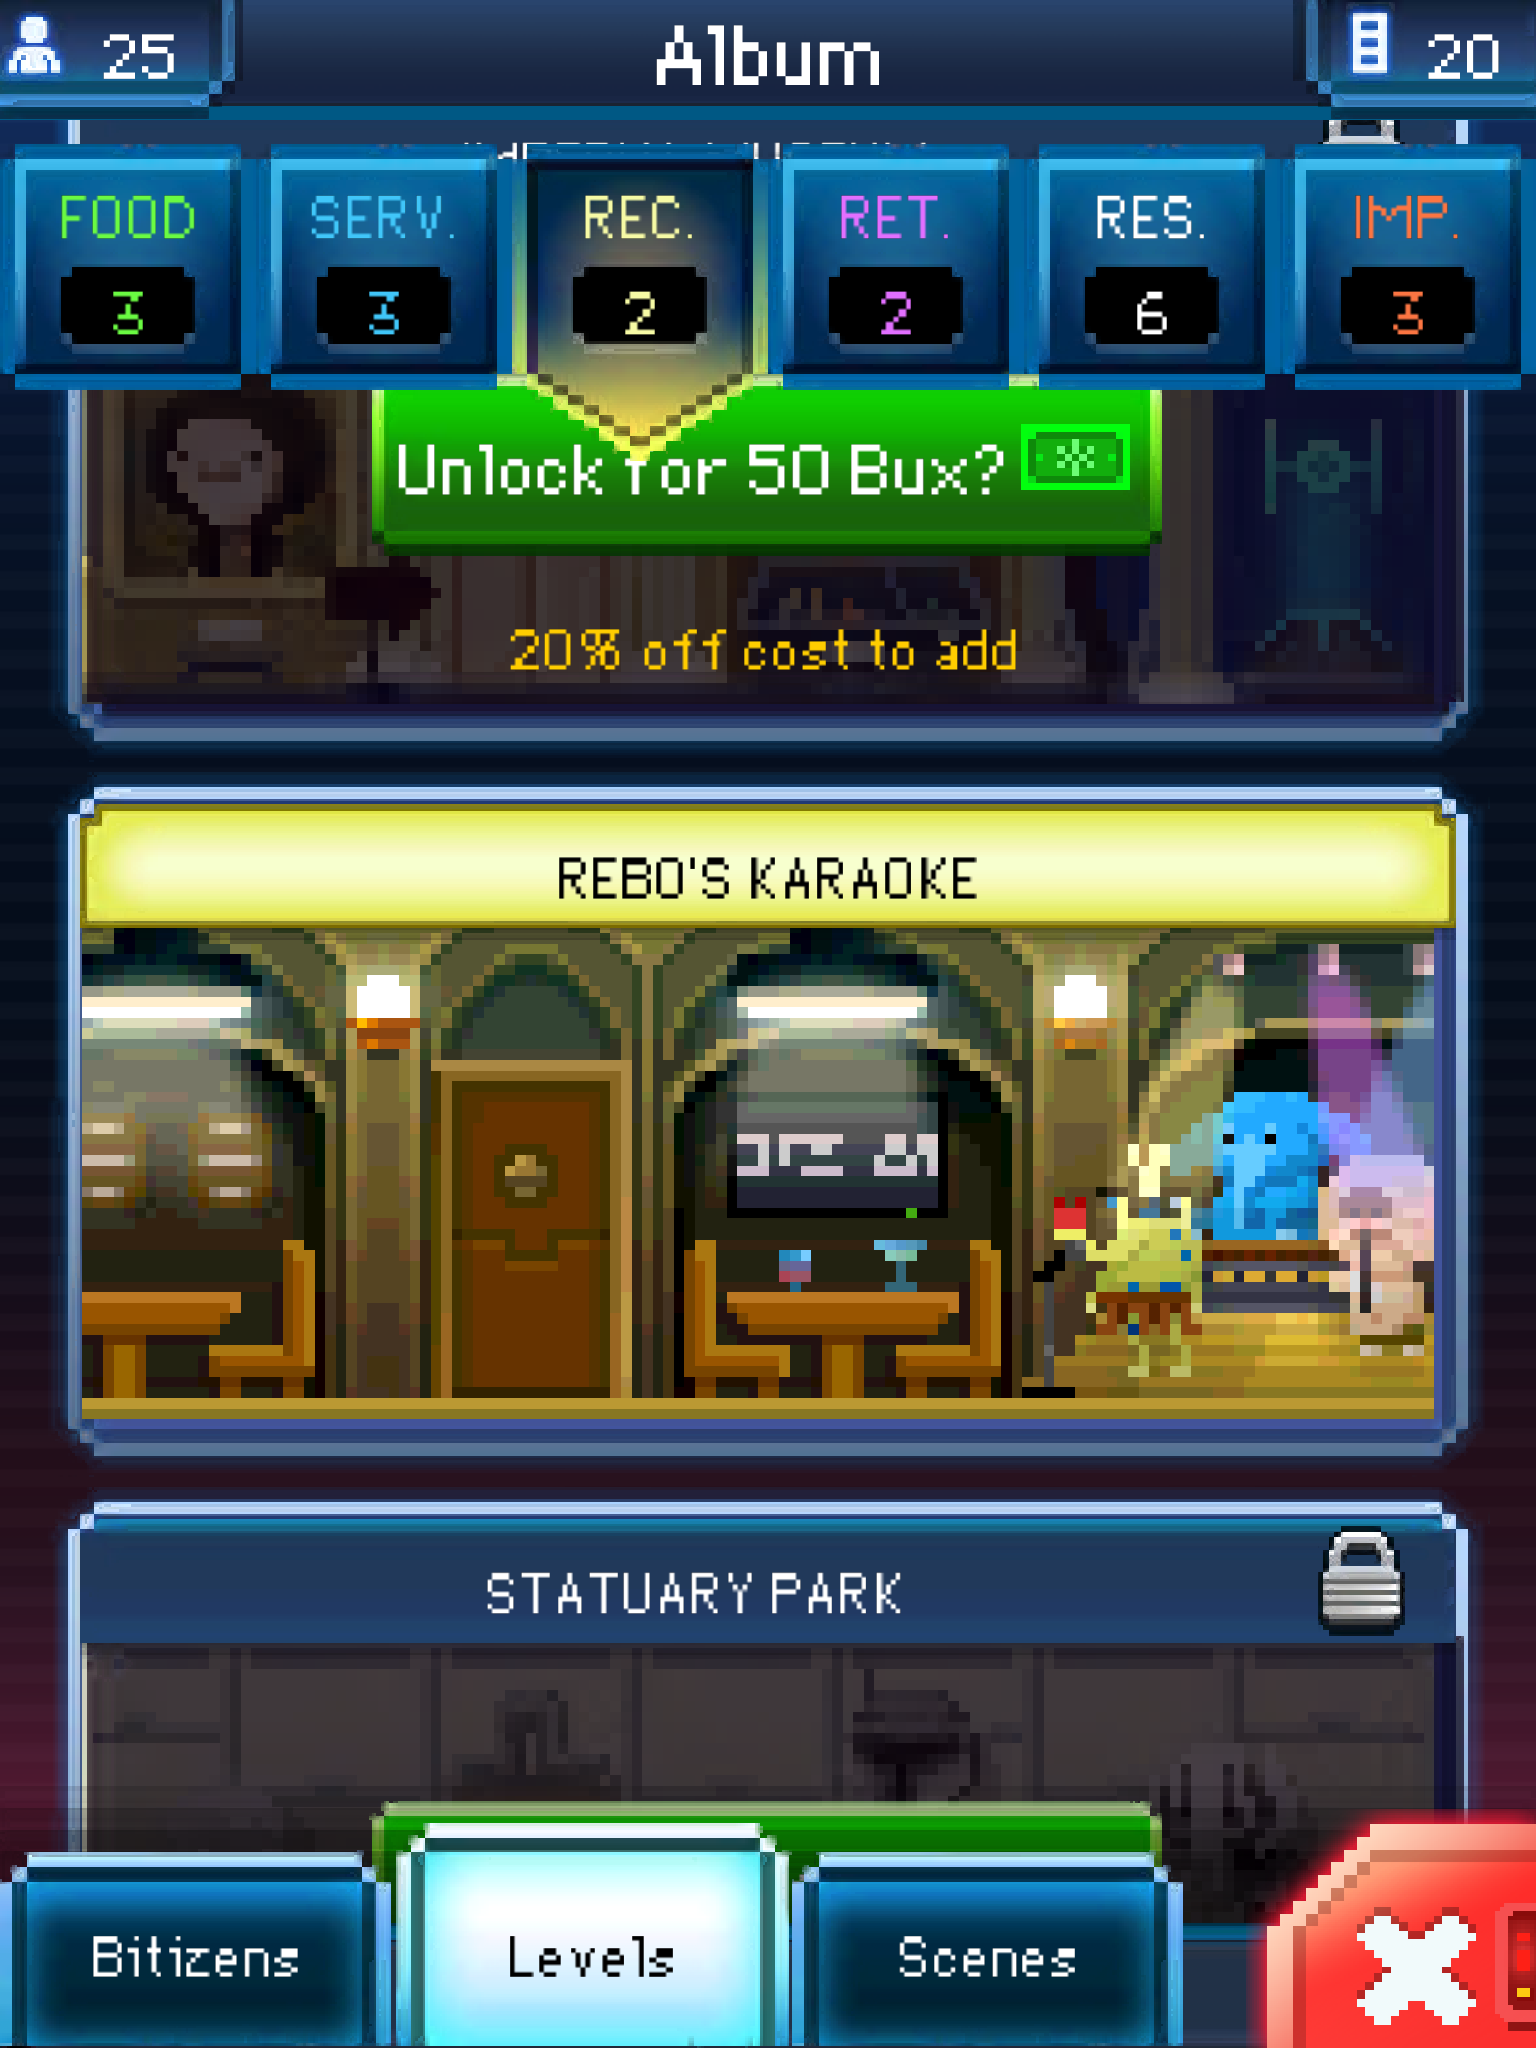 25 Album 20
FOOD SERV. REC. RET. RES. IMP.
3 3 2 2 6 3
Unlock for 50 Bux?
20% off cost to add
REBO'S KARAOKE
STATUARY PARK
Bitizens Levels Scenes